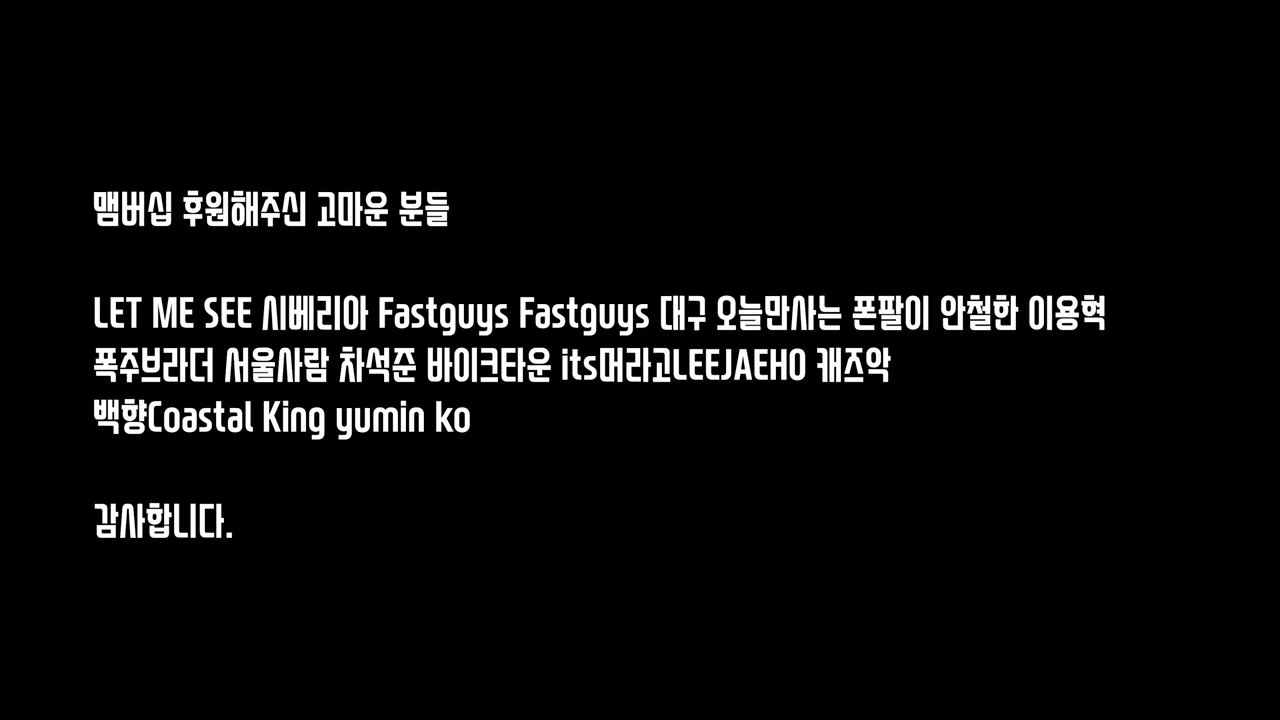 맴버십 후원해주신 고마운 분들
LET ME SEE 시베리아 Fastguys Fastguys 대구 오늘만사는 폰팔이 안철한 이용혁
폭주브라더 서울사람 차석준 바이크타운 its머라고LEEJAEHO 캐즈악
백향Coastal King yumin ko
감사합니다.